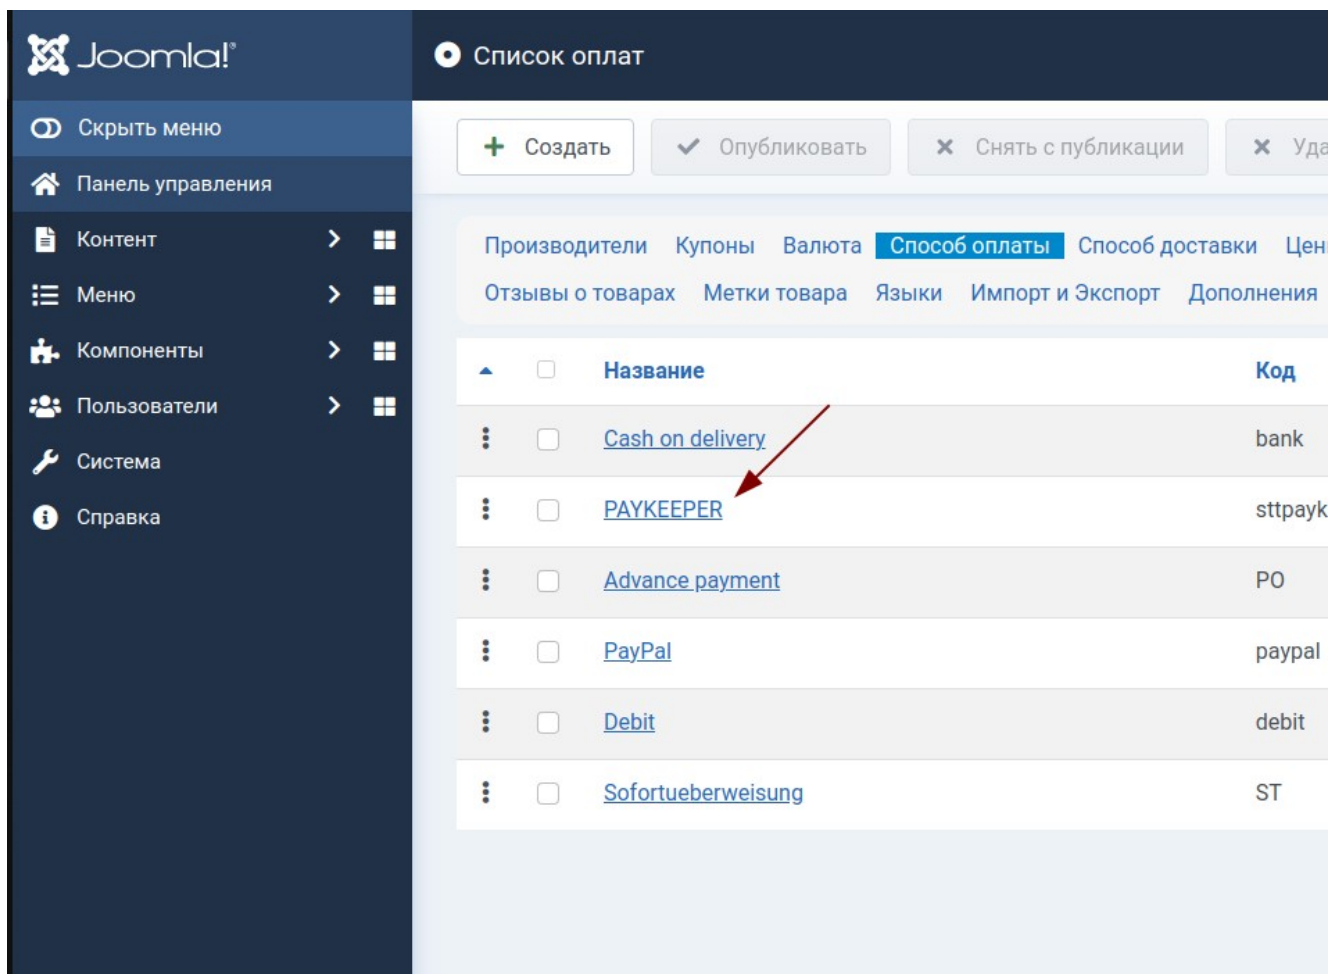 Joomla!®
Список оплат
Скрыть меню
Создать Опубликовать Снять с публикации
Панель управления
Контент
Меню
Компоненты
Пользователи
Система
Справка
Производители Купоны Валюта Способ оплаты Способ доставки
Отзывы о товарах Метки товара Языки Импорт и Экспорт Дополнения
Название Код
Cash on delivery bank
PAYKEEPER sttpayk
Advance payment PO
PayPal paypal
Debit debit
Sofortueberweisung ST